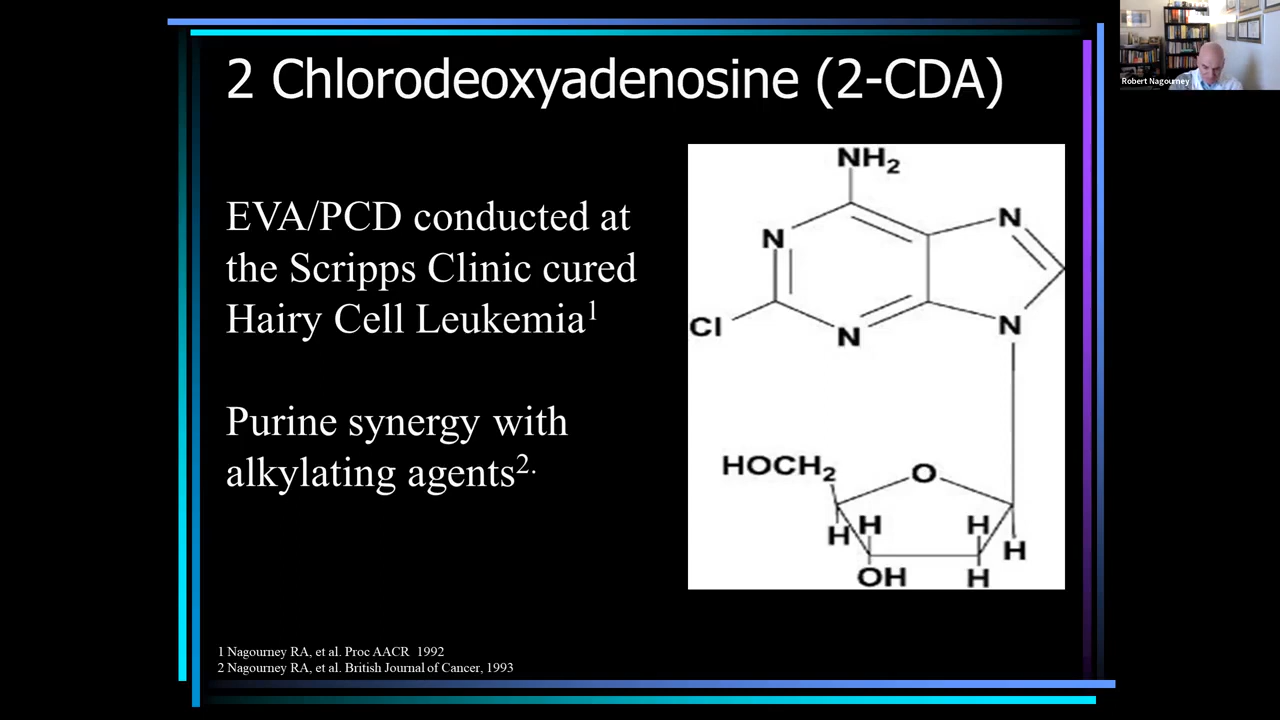 2 Chlorodeoxyadenosine (2-CDA)
Robert Nagourney
EVA/PCD conducted at
the Scripps Clinic cured
Hairy Cell Leukemia1
Purine synergy with
alkylating agents2.
NH2
N
N
N
N
Cl
HOCH2
O
H
H
H
H
OH
H
1 Nagourney RA, et al. Proc AACR 1992
2 Nagourney RA, et al. British Journal of Cancer, 1993